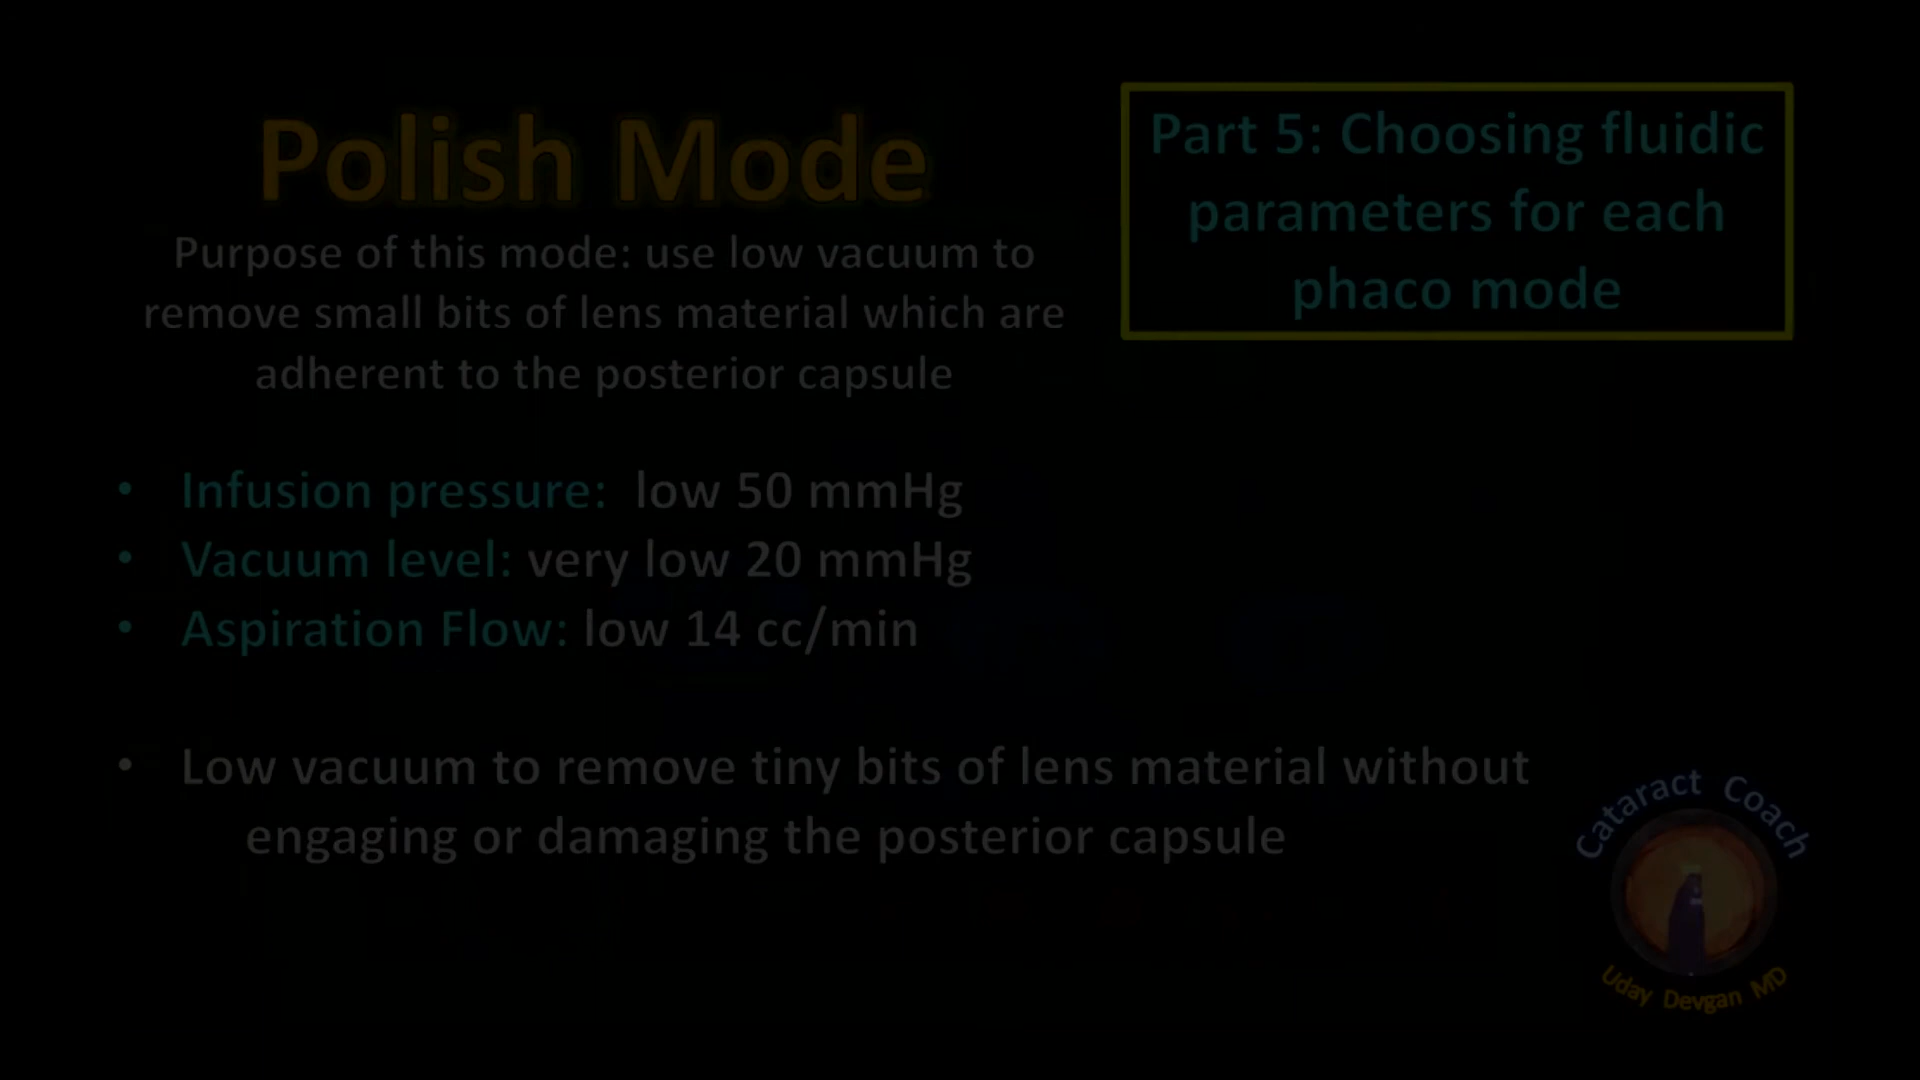 Polish Mode
Purpose of this mode: use low vacuum to
remove small bits of lens material which are
adherent to the posterior capsule
Part 5: Choosing fluidic
parameters for each
phaco mode
• Infusion pressure: low 50 mmHg
• Vacuum level: very low 20 mmHg
• Aspiration Flow: low 14 cc/min
• Low vacuum to remove tiny bits of lens material without
engaging or damaging the posterior capsule
Cataract Coach
Uday Devgan MD